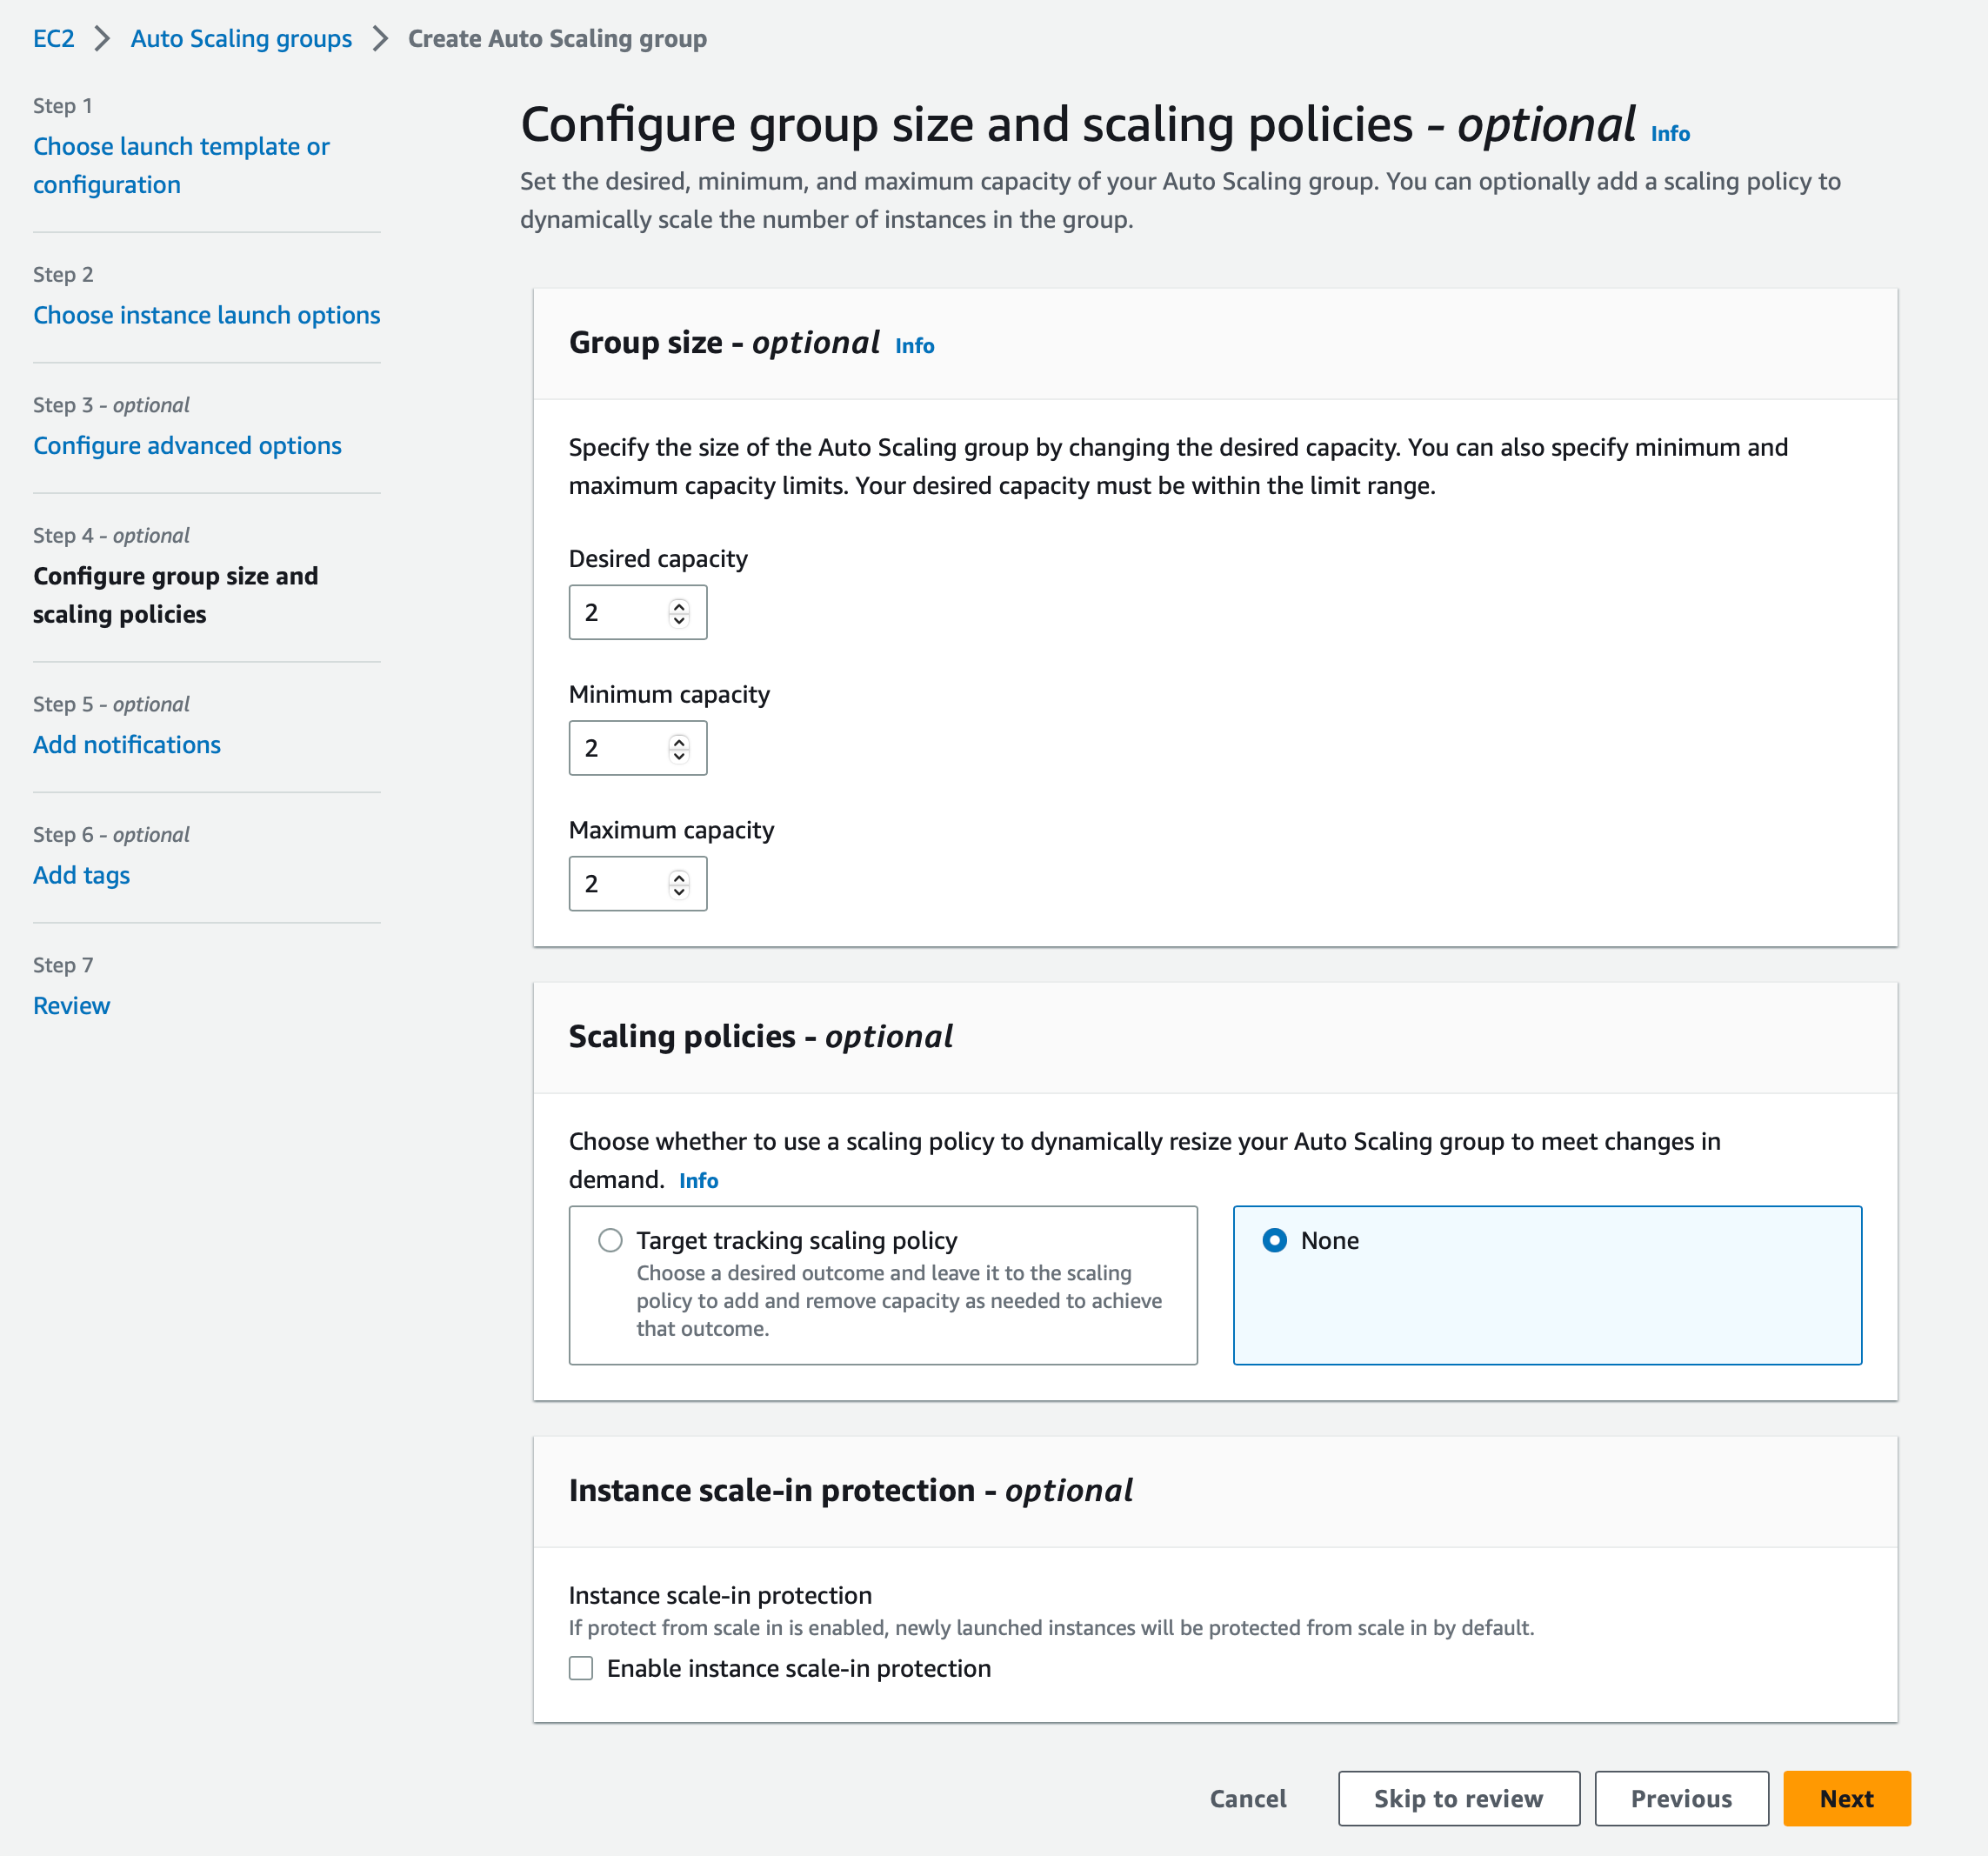 EC2 > Auto Scaling groups > Create Auto Scaling group
Step 1
Choose launch template or
configuration
Step 2
Choose instance launch options
Step 3 - optional
Configure advanced options
Step 4 - optional
Configure group size and
scaling policies
Step 5 - optional
Add notifications
Step 6 - optional
Add tags
Step 7
Review
Configure group size and scaling policies - optional Info
Set the desired, minimum, and maximum capacity of your Auto Scaling group. You can optionally add a scaling policy to
dynamically scale the number of instances in the group.
Group size - optional Info
Specify the size of the Auto Scaling group by changing the desired capacity. You can also specify minimum and
maximum capacity limits. Your desired capacity must be within the limit range.
Desired capacity
2
Minimum capacity
2
Maximum capacity
2
Scaling policies - optional
Choose whether to use a scaling policy to dynamically resize your Auto Scaling group to meet changes in
demand. Info
Target tracking scaling policy
Choose a desired outcome and leave it to the scaling
policy to add and remove capacity as needed to achieve
that outcome.
None
Instance scale-in protection - optional
Instance scale-in protection
If protect from scale in is enabled, newly launched instances will be protected from scale in by default.
Enable instance scale-in protection
Cancel Skip to review Previous Next